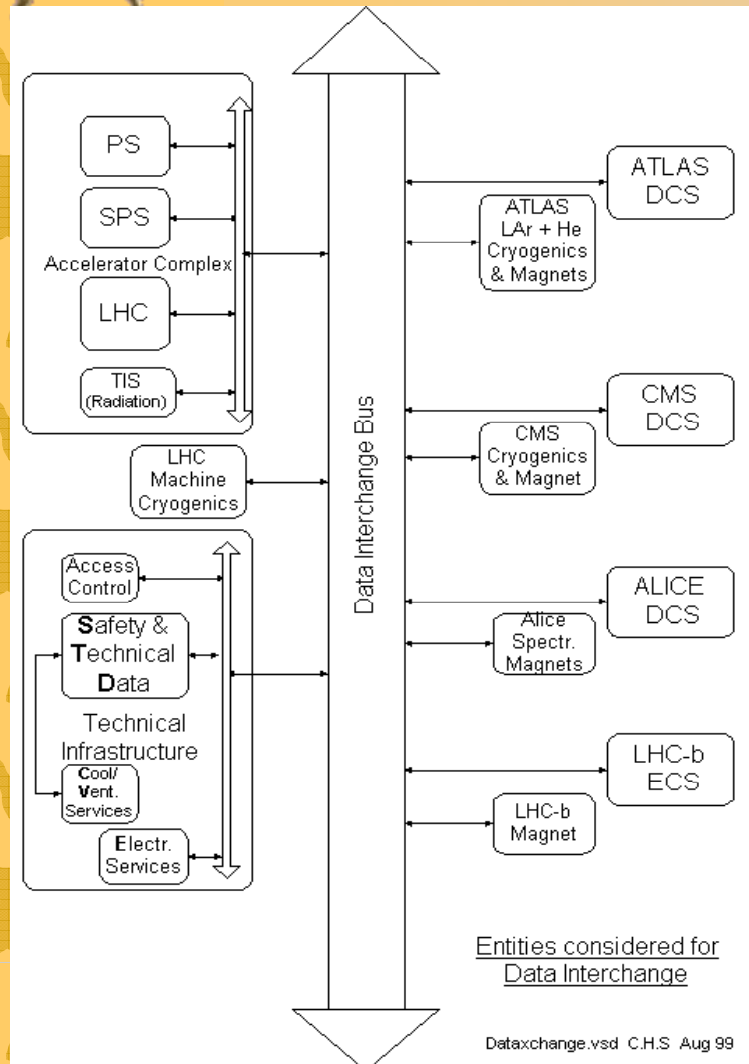 PS
SPS
Accelerator Complex
LHC
TIS
(Radiation)
LHC
Machine
Cryogenics
Access
Control
Safety &
Technical
Data
Technical
Infrastructure
Cool/
Vent.
Services
Electr.
Services
Data Interchange Bus
ATLAS
DCS
ATLAS
LAr + He
Cryogenics
& Magnets
CMS
DCS
CMS
Cryogenics
& Magnet
ALICE
DCS
Alice
Spectr.
Magnets
LHC-b
ECS
LHC-b
Magnet
Entities considered for
Data Interchange
Dataxchange.vsd C.H.S Aug 99